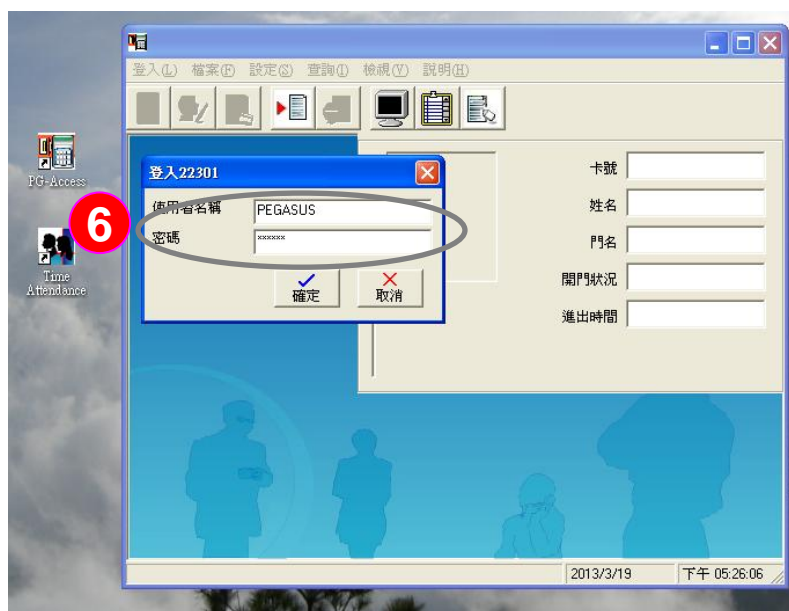 登入(L) 檔案(F) 設定(S) 查詢(I) 檢視(V) 說明(H)
PG-Access
Time
Attendance
6
登入22301
使用者名稱 PEGASUS
密碼 ××××××
確定 取消
卡號
姓名
門名
開門狀況
進出時間
2013/3/19 下午 05:26:06